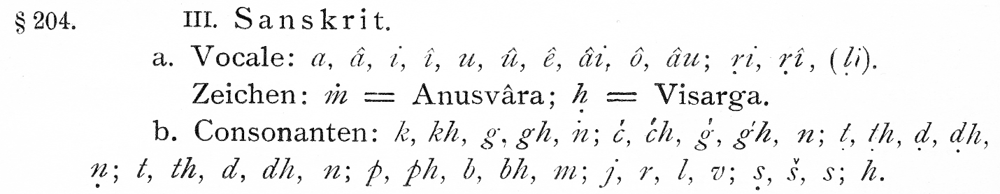 § 204. III. Sanskrit.
a. Vocale: a, â, i, î, u, û, ê, âi, ô, âu; ṛi, ṛî, (ḷi).
Zeichen: ṁ = Anusvâra; ḥ = Visarga.
b. Consonanten: k, kh, g, gh, ṅ; ć, ćh, ǵ, ǵh, n; ṭ, ṭh, ḍ, ḍh,
ṇ; t, th, d, dh, n; p, ph, b, bh, m; j, r, l, v; ṣ, š, s; h.